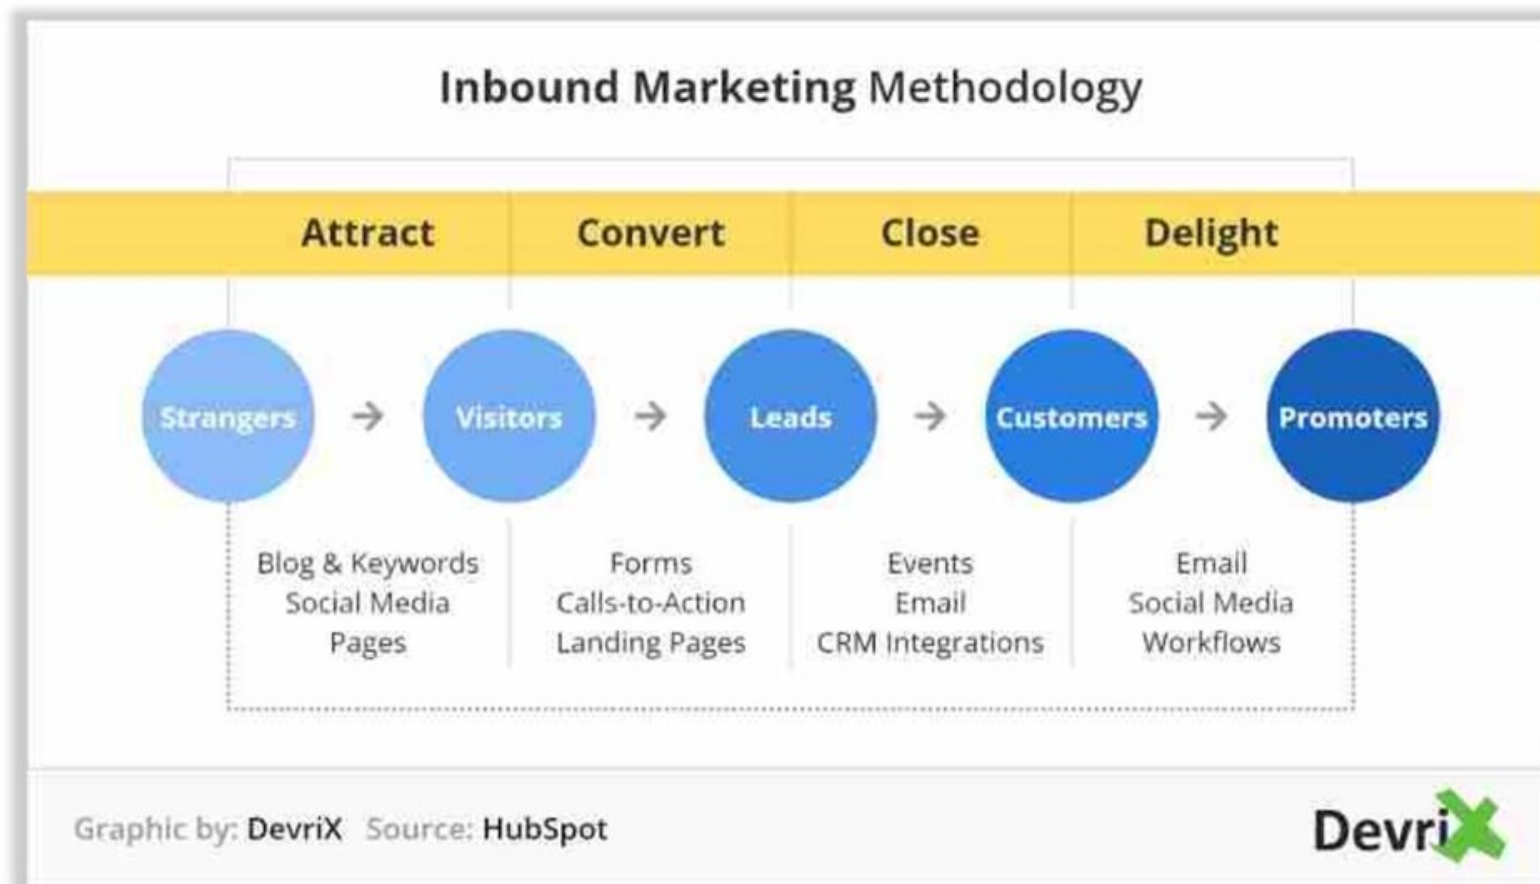 Inbound Marketing Methodology
Attract Convert Close Delight
Strangers Visitors Leads Customers Promoters
Blog & Keywords
Social Media
Pages
Forms
Calls-to-Action
Landing Pages
Events
Email
CRM Integrations
Email
Social Media
Workflows
Graphic by: DevriX Source: HubSpot
DevriX